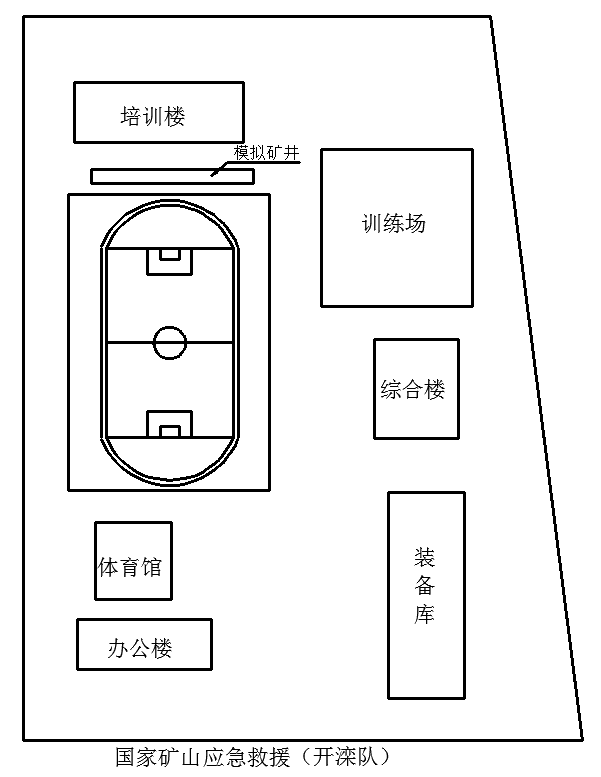 培训楼
模拟矿井
训练场
综合楼
体育馆
装备库
办公楼
国家矿山应急救援（开滦队）